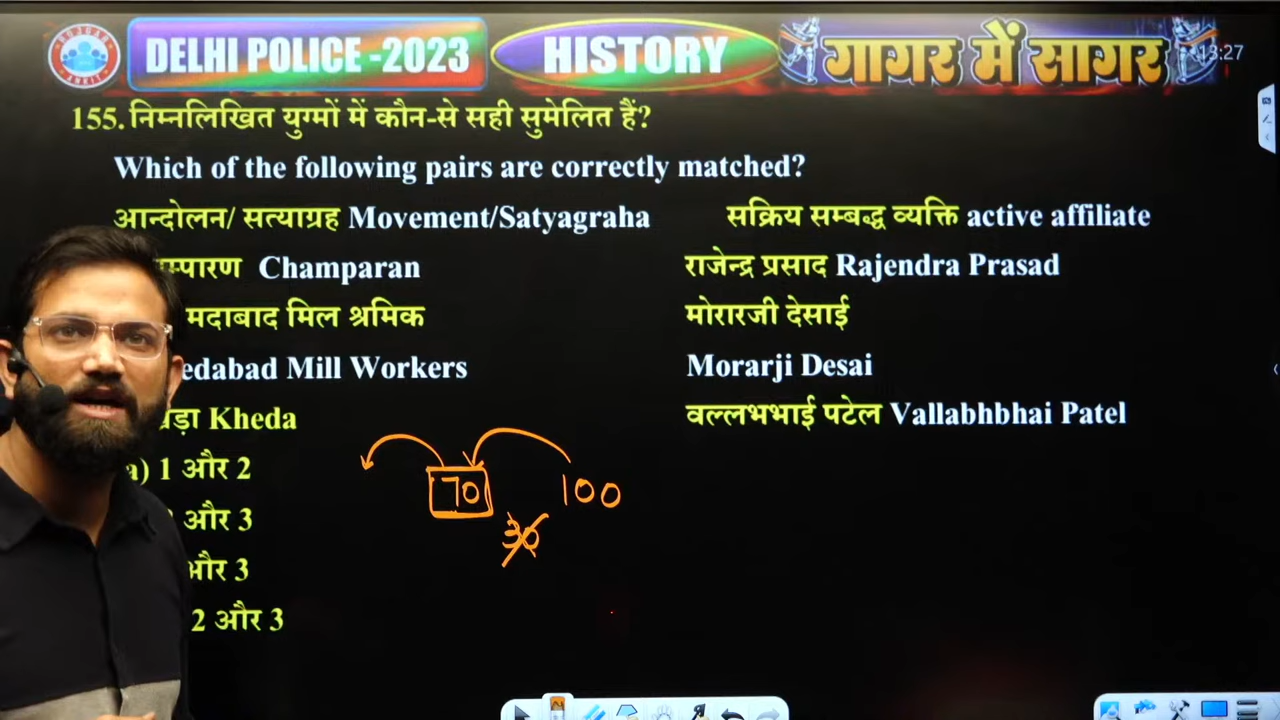 ROJGAR
ANKIT
DELHI POLICE -2023
HISTORY
गागर में सागर
13:27
155. निम्नलिखित युग्मों में कौन-से सही सुमेलित हैं?
Which of the following pairs are correctly matched?
आन्दोलन/ सत्याग्रह Movement/Satyagraha सक्रिय सम्बद्ध व्यक्ति active affiliate
म्पारण Champaran राजेन्द्र प्रसाद Rajendra Prasad
मदाबाद मिल श्रमिक मोरारजी देसाई
edabad Mill Workers Morarji Desai
ड़ा Kheda वल्लभभाई पटेल Vallabhbhai Patel
a) 1 और 2
70 100
और 3
30
और 3
2 और 3